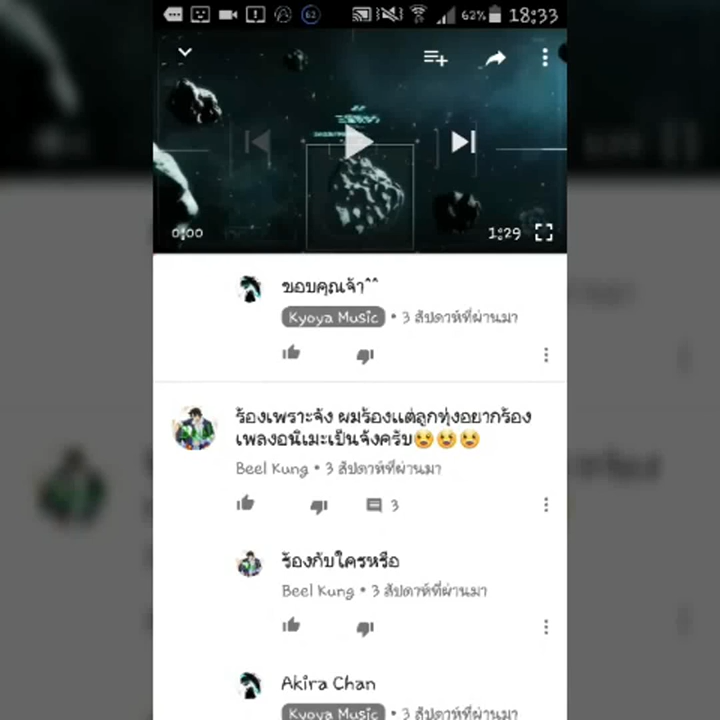 62
62%
18:33
0:00
1:29
ขอบคุณจ้า^^
Kyoya Music • 3 สัปดาห์ที่ผ่านมา
ร้องเพราะจัง ผมร้องแต่ลูกทุ่งอยากร้อง
เพลงอนิเมะเป็นจังครับ😆😆😆
Beel Kung • 3 สัปดาห์ที่ผ่านมา
3
ร้องกับใครหรือ
Beel Kung • 3 สัปดาห์ที่ผ่านมา
Akira Chan
Kyoya Music • 3 สัปดาห์ที่ผ่านมา